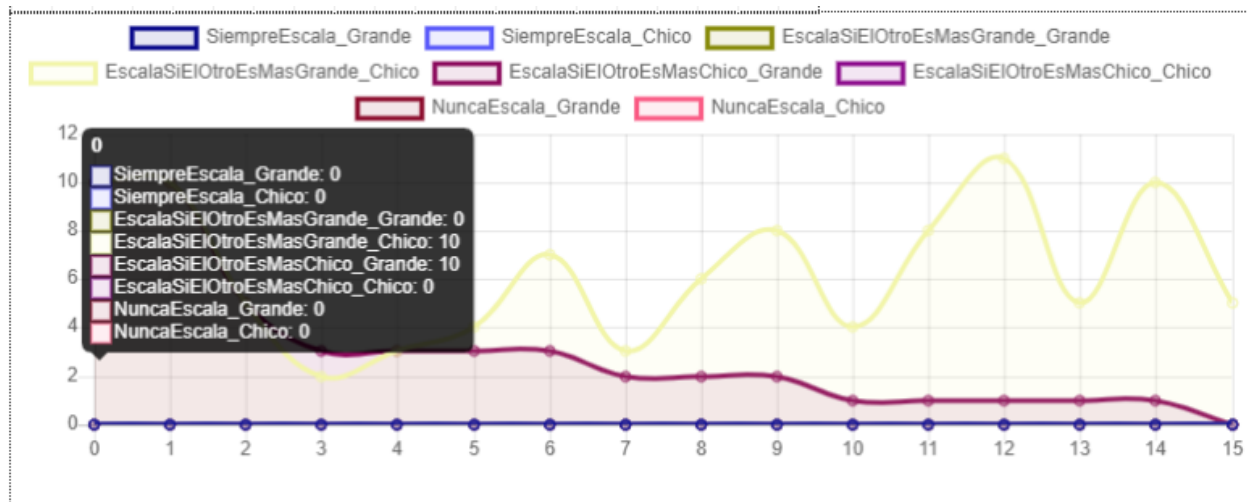 SiempreEscala_Grande SiempreEscala_Chico EscalaSiElOtroEsMasGrande_Grande
EscalaSiElOtroEsMasGrande_Chico EscalaSiElOtroEsMasChico_Grande EscalaSiElOtroEsMasChico_Chico
NuncaEscala_Grande NuncaEscala_Chico
12
10
8
6
4
2
0
0
SiempreEscala_Grande: 0
SiempreEscala_Chico: 0
EscalaSiElOtroEsMasGrande_Grande: 0
EscalaSiElOtroEsMasGrande_Chico: 10
EscalaSiElOtroEsMasChico_Grande: 10
EscalaSiElOtroEsMasChico_Chico: 0
NuncaEscala_Grande: 0
NuncaEscala_Chico: 0
0 1 2 3 4 5 6 7 8 9 10 11 12 13 14 15